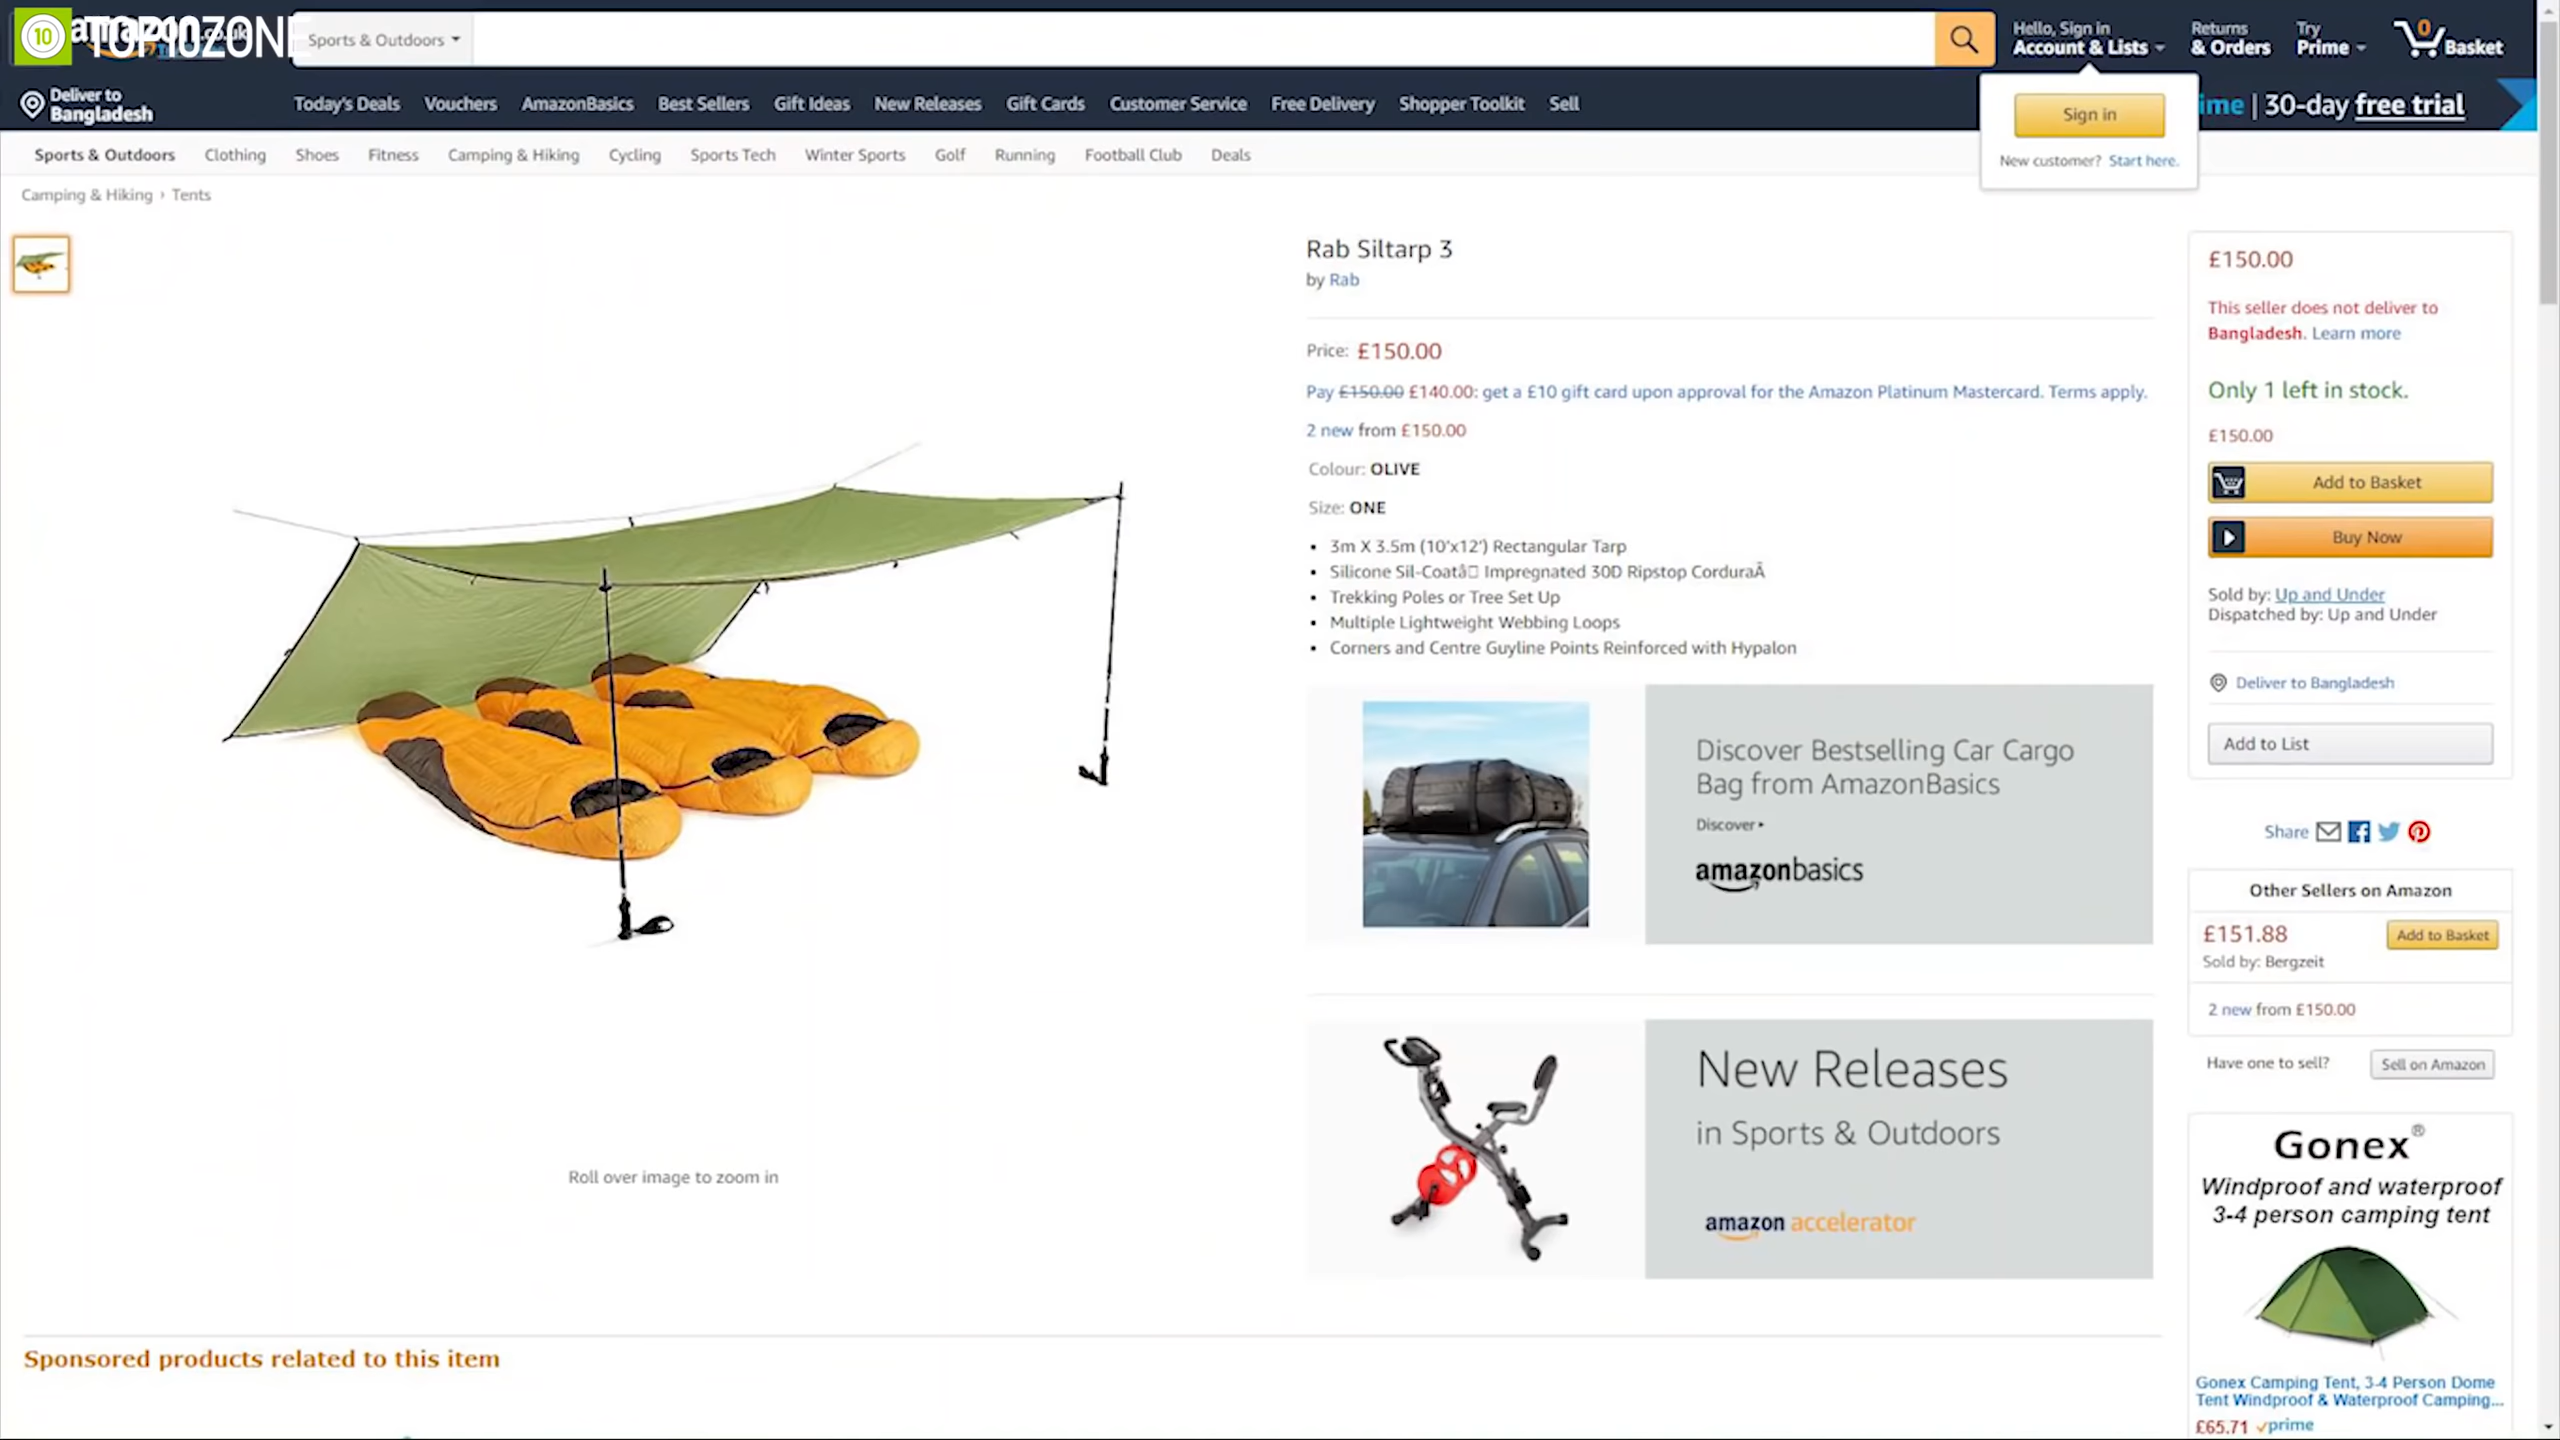 10 TOP10ZONE
amazon.co.uk
Sports & Outdoors
Hello, Sign in
Account & Lists
Returns
& Orders
Try
Prime
0
Basket
Deliver to
Bangladesh
Today's Deals Vouchers AmazonBasics Best Sellers Gift Ideas New Releases Gift Cards Customer Service Free Delivery Shopper Toolkit Sell
ime | 30-day free trial
Sign in
New customer? Start here.
Sports & Outdoors Clothing Shoes Fitness Camping & Hiking Cycling Sports Tech Winter Sports Golf Running Football Club Deals
Camping & Hiking › Tents
Rab Siltarp 3
by Rab
Price: £150.00
Pay £150.00 £140.00: get a £10 gift card upon approval for the Amazon Platinum Mastercard. Terms apply.
2 new from £150.00
Colour: OLIVE
Size: ONE
3m X 3.5m (10'x12') Rectangular Tarp
Silicone Sil-Coatâ Impregnated 30D Ripstop CorduraÂ
Trekking Poles or Tree Set Up
Multiple Lightweight Webbing Loops
Corners and Centre Guyline Points Reinforced with Hypalon
Discover Bestselling Car Cargo
Bag from AmazonBasics
Discover
amazonbasics
New Releases
in Sports & Outdoors
amazon accelerator
Roll over image to zoom in
Sponsored products related to this item
£150.00
This seller does not deliver to
Bangladesh. Learn more
Only 1 left in stock.
£150.00
Add to Basket
Buy Now
Sold by: Up and Under
Dispatched by: Up and Under
Deliver to Bangladesh
Add to List
Share
Other Sellers on Amazon
£151.88
Add to Basket
Sold by: Bergzeit
2 new from £150.00
Have one to sell?
Sell on Amazon
Gonex®
Windproof and waterproof
3-4 person camping tent
Gonex Camping Tent, 3-4 Person Dome
Tent Windproof & Waterproof Camping...
£65.71 prime